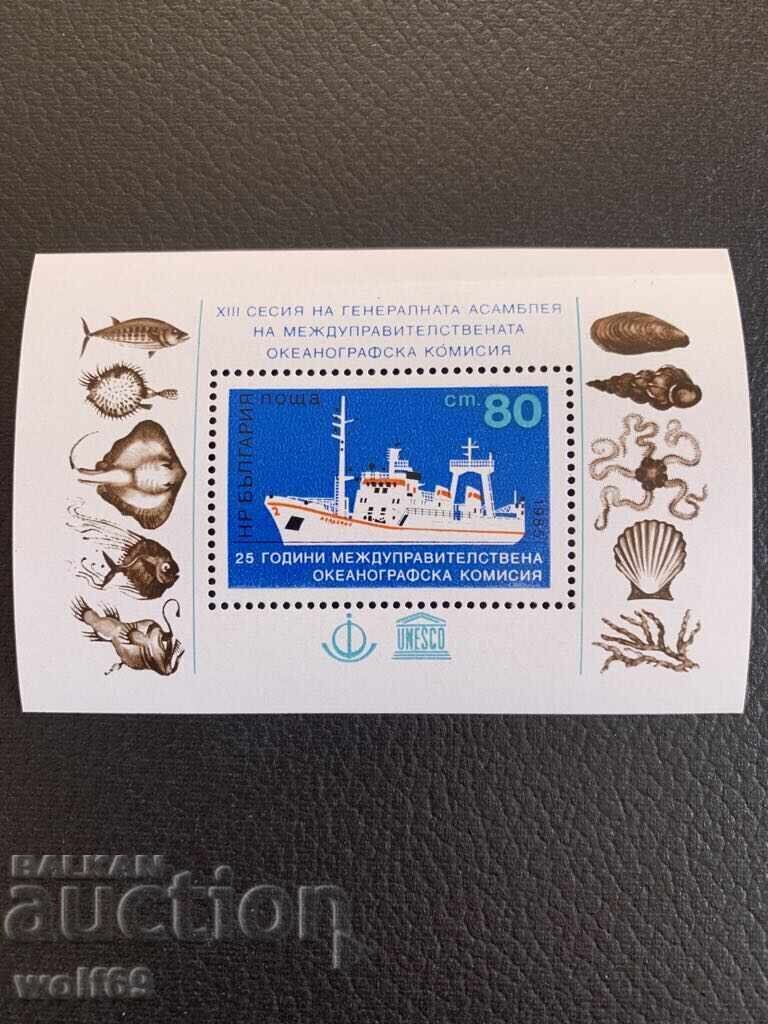 XIII СЕСИЯ НА ГЕНЕРАЛНАТА АСАМБЛЕЯ
НА МЕЖДУПРАВИТЕЛСТВЕНАТА
ОКЕАНОГРАФСКА КОМИСИЯ
НР БЪЛГАРИЯ
поща
ст. 80
1985
25 ГОДИНИ МЕЖДУПРАВИТЕЛСТВЕНА
ОКЕАНОГРАФСКА КОМИСИЯ
UNESCO
BALKAN
auction
wolf69